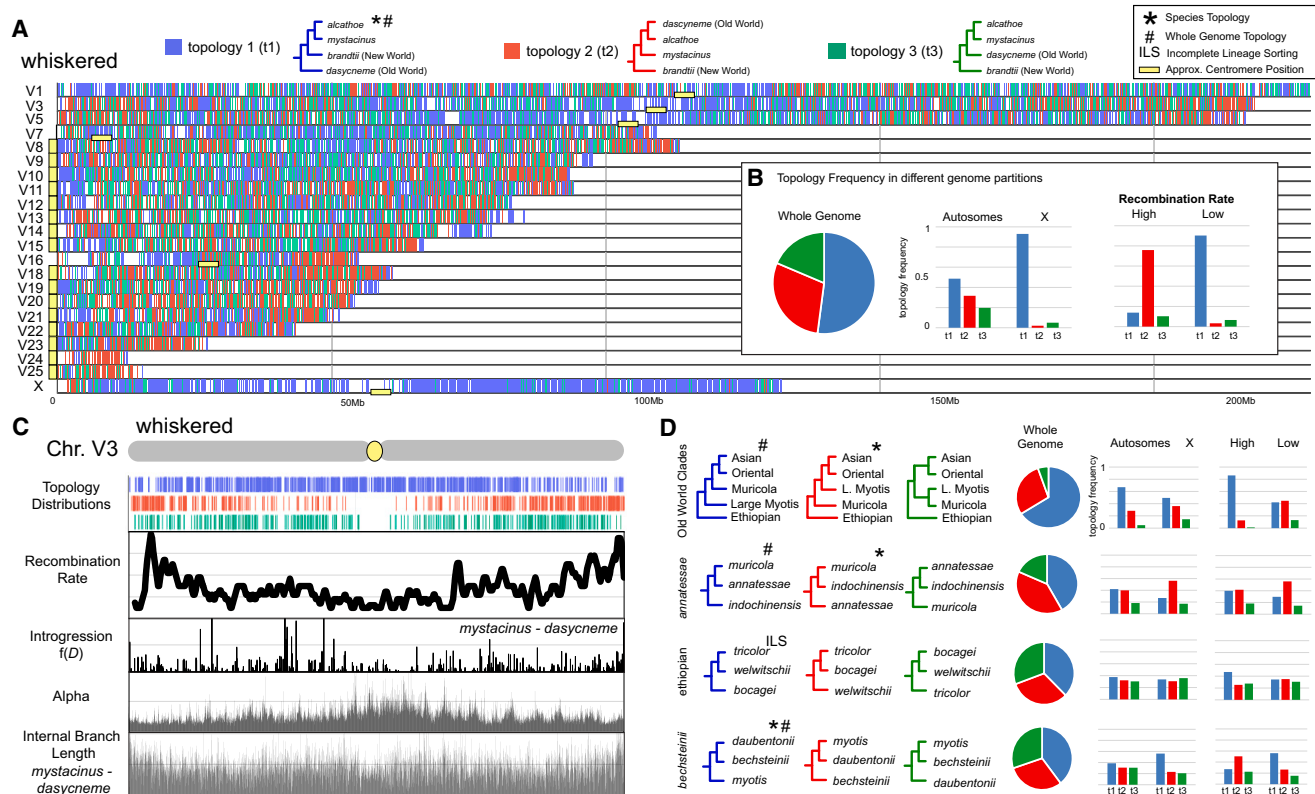 A
whiskered
topology 1 (t1)
alcathoe *#
mystacinus
brandtii (New World)
dasycneme (Old World)
topology 2 (t2)
dascyneme (Old World)
alcathoe
mystacinus
brandtii (New World)
topology 3 (t3)
alcathoe
mystacinus
dasycneme (Old World)
brandtii (New World)
* Species Topology
# Whole Genome Topology
ILS Incomplete Lineage Sorting
Approx. Centromere Position
V1
V3
V5
V7
V8
V9
V10
V11
V12
V13
V14
V15
V16
V18
V19
V20
V21
V22
V23
V24
V25
X
0 50Mb 100Mb 150Mb 200Mb
B Topology Frequency in different genome partitions
Whole Genome
Autosomes X
Recombination Rate
High Low
topology frequency
1
0.5
0
t1 t2 t3 t1 t2 t3 t1 t2 t3 t1 t2 t3
C
whiskered
Chr. V3
Topology
Distributions
Recombination
Rate
Introgression
f(D)
mystacinus - dasycneme
Alpha
Internal Branch
Length
mystacinus -
dasycneme
D
Whole
Genome
Autosomes X High Low
Old World Clades
#
Asian
Oriental
Muricola
Large Myotis
Ethiopian
*
Asian
Oriental
L. Myotis
Muricola
Ethiopian
Asian
Oriental
L. Myotis
Muricola
Ethiopian
topology frequency
1
0
annatessae
#
muricola
annatessae
indochinensis
*
muricola
indochinensis
annatessae
annatessae
indochinensis
muricola
ethiopian
ILS
tricolor
welwitschii
bocagei
tricolor
bocagei
welwitschii
bocagei
welwitschii
tricolor
bechsteinii
*#
daubentonii
bechsteinii
myotis
myotis
daubentonii
bechsteinii
myotis
bechsteinii
daubentonii
t1 t2 t3 t1 t2 t3 t1 t2 t3 t1 t2 t3